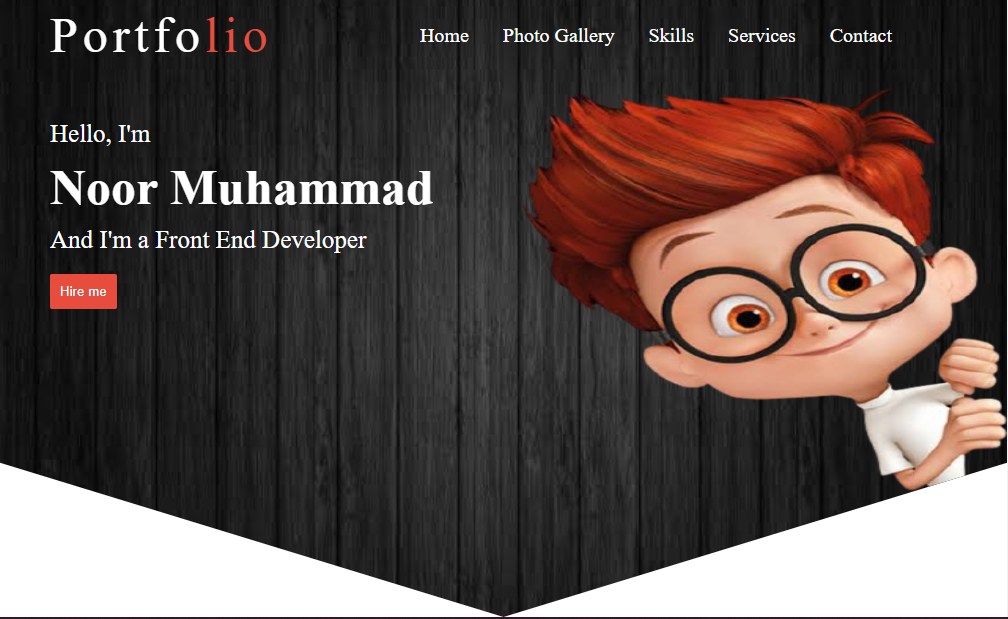 Portfolio
Home Photo Gallery Skills Services Contact
Hello, I'm
Noor Muhammad
And I'm a Front End Developer
Hire me